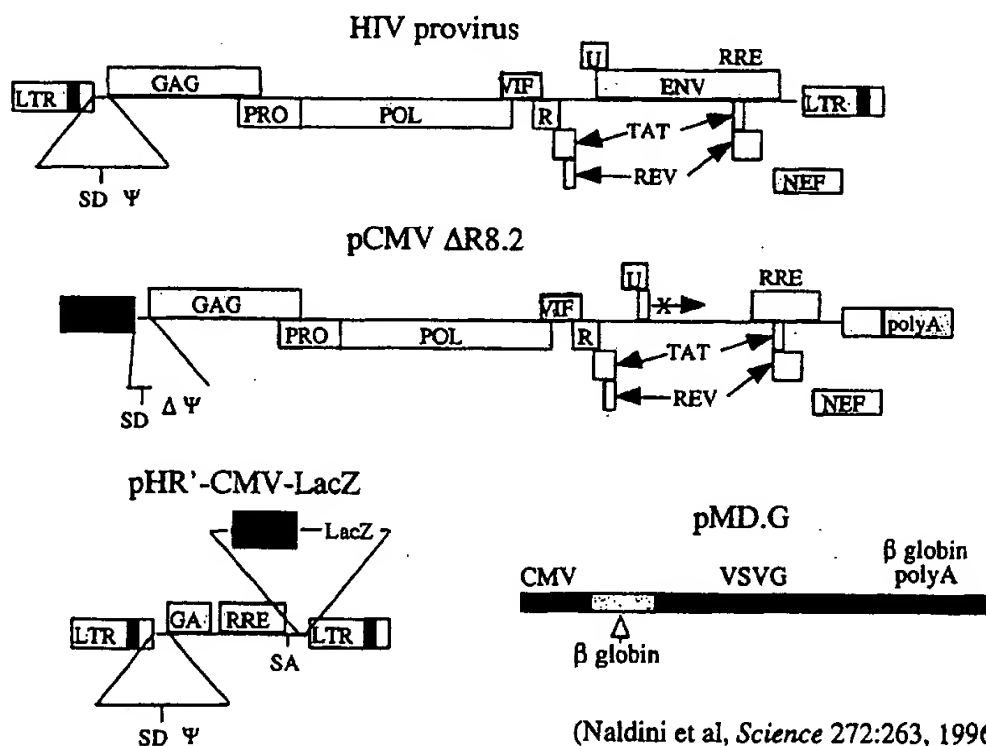 HIV provirus
U RRE
LTR GAG VIF ENV LTR
PRO POL R
TAT
SD Ψ REV NEF
pCMV ΔR8.2
U RRE
GAG VIF X
PRO POL R polyA
TAT
SD Δ Ψ REV NEF
pHR'-CMV-LacZ
LacZ
pMD.G
CMV VSVG β globin polyA
LTR GA RRE LTR
SA
β globin
SD Ψ
(Naldini et al, Science 272:263, 1996